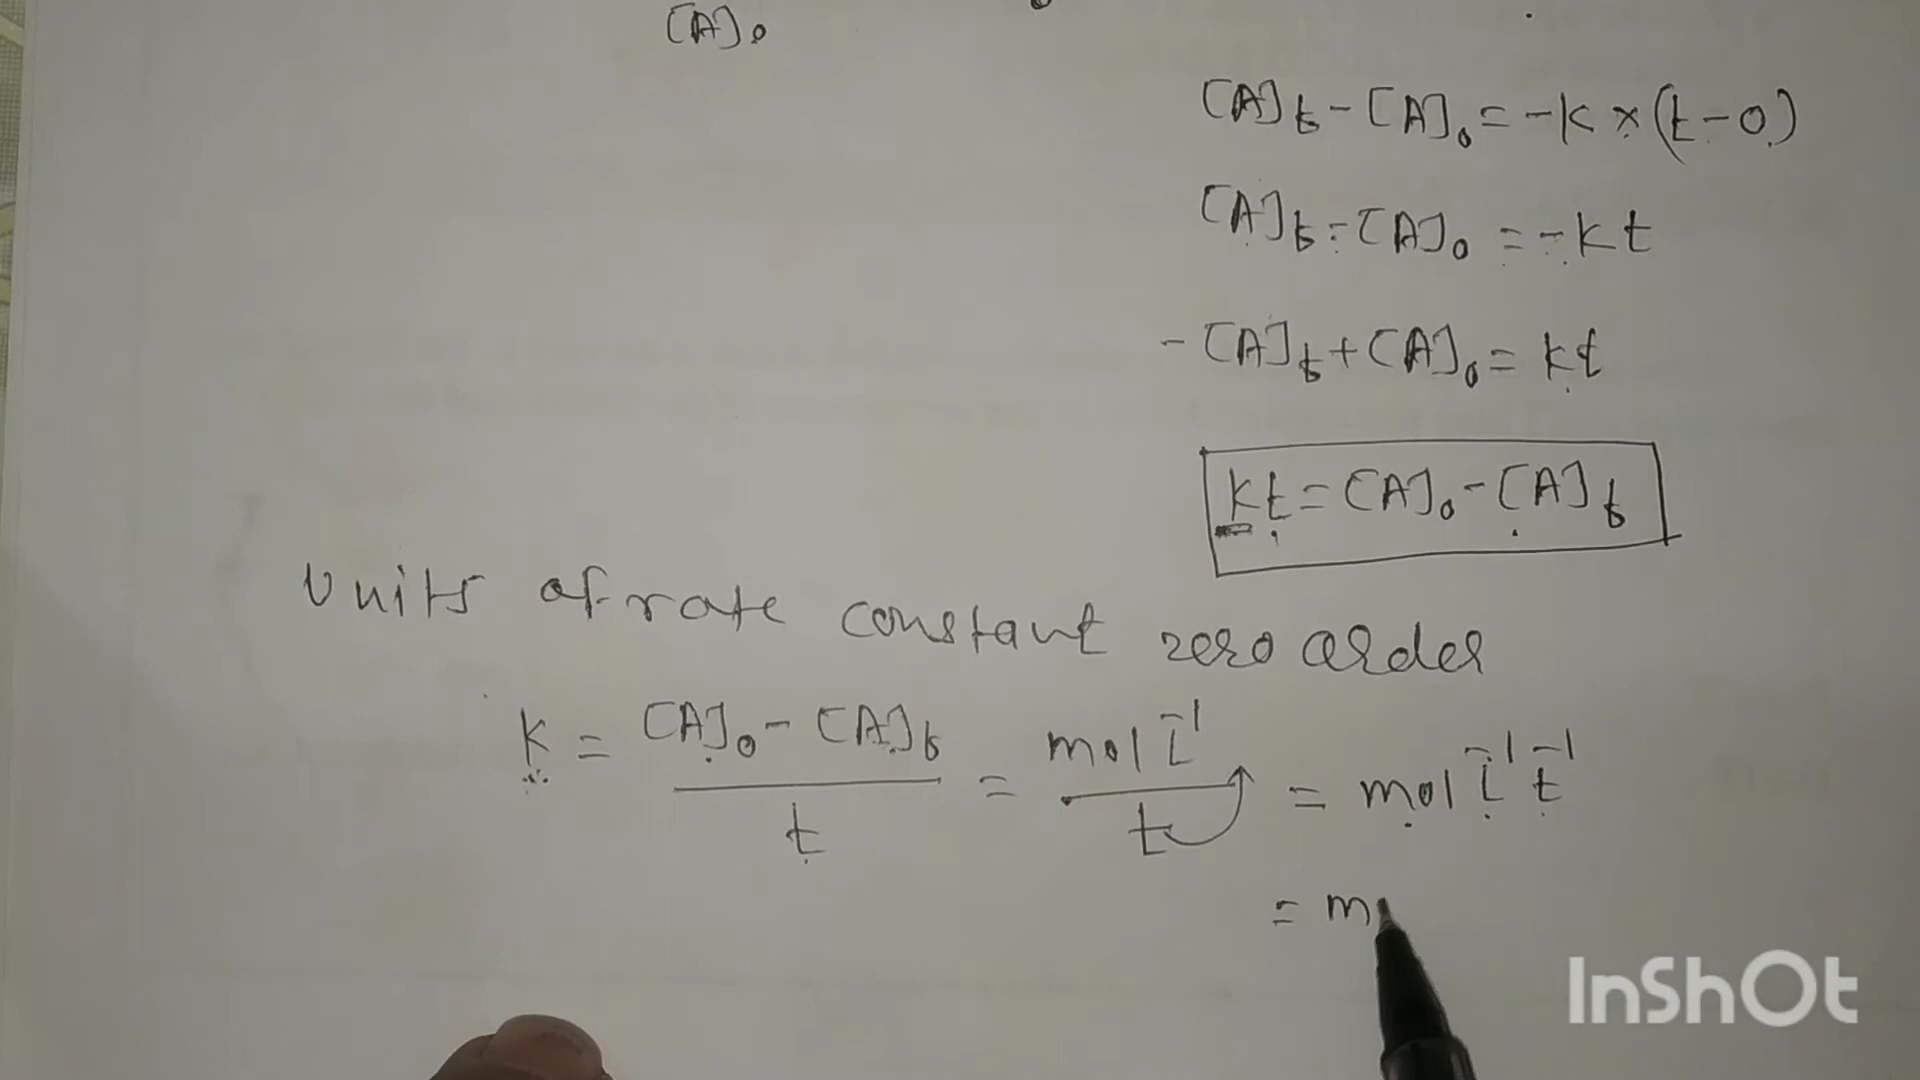 [A]₀
[A]t - [A]₀ = -k × (t-0)
[A]t - [A]₀ = -kt
-[A]t + [A]₀ = kt
kt = [A]₀ - [A]t
Units of rate constant zero order
k = [A]₀ - [A]t / t = mol L⁻¹ / t = mol L⁻¹ t⁻¹
= m
InShOt